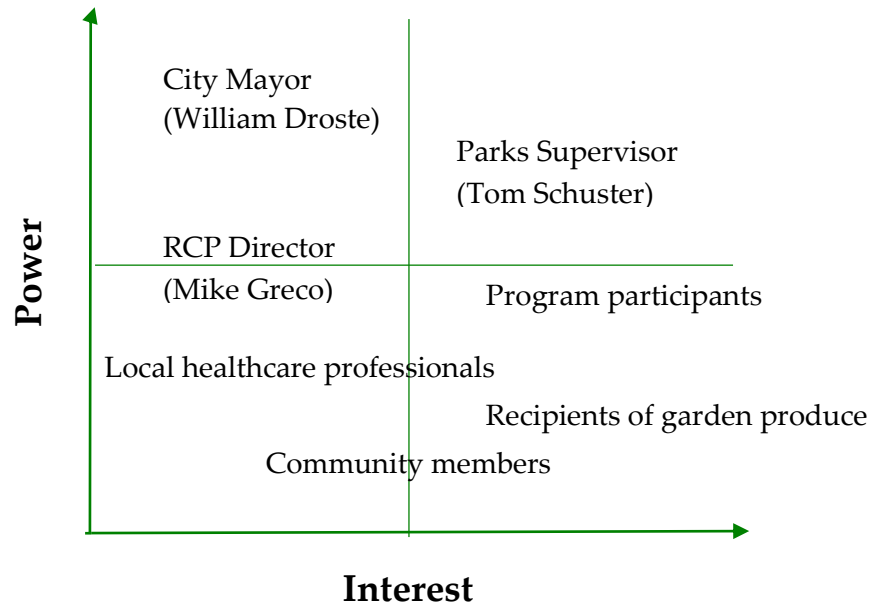 City Mayor
(William Droste)
Parks Supervisor
(Tom Schuster)
RCP Director
(Mike Greco)
Program participants
Local healthcare professionals
Recipients of garden produce
Community members
Power
Interest